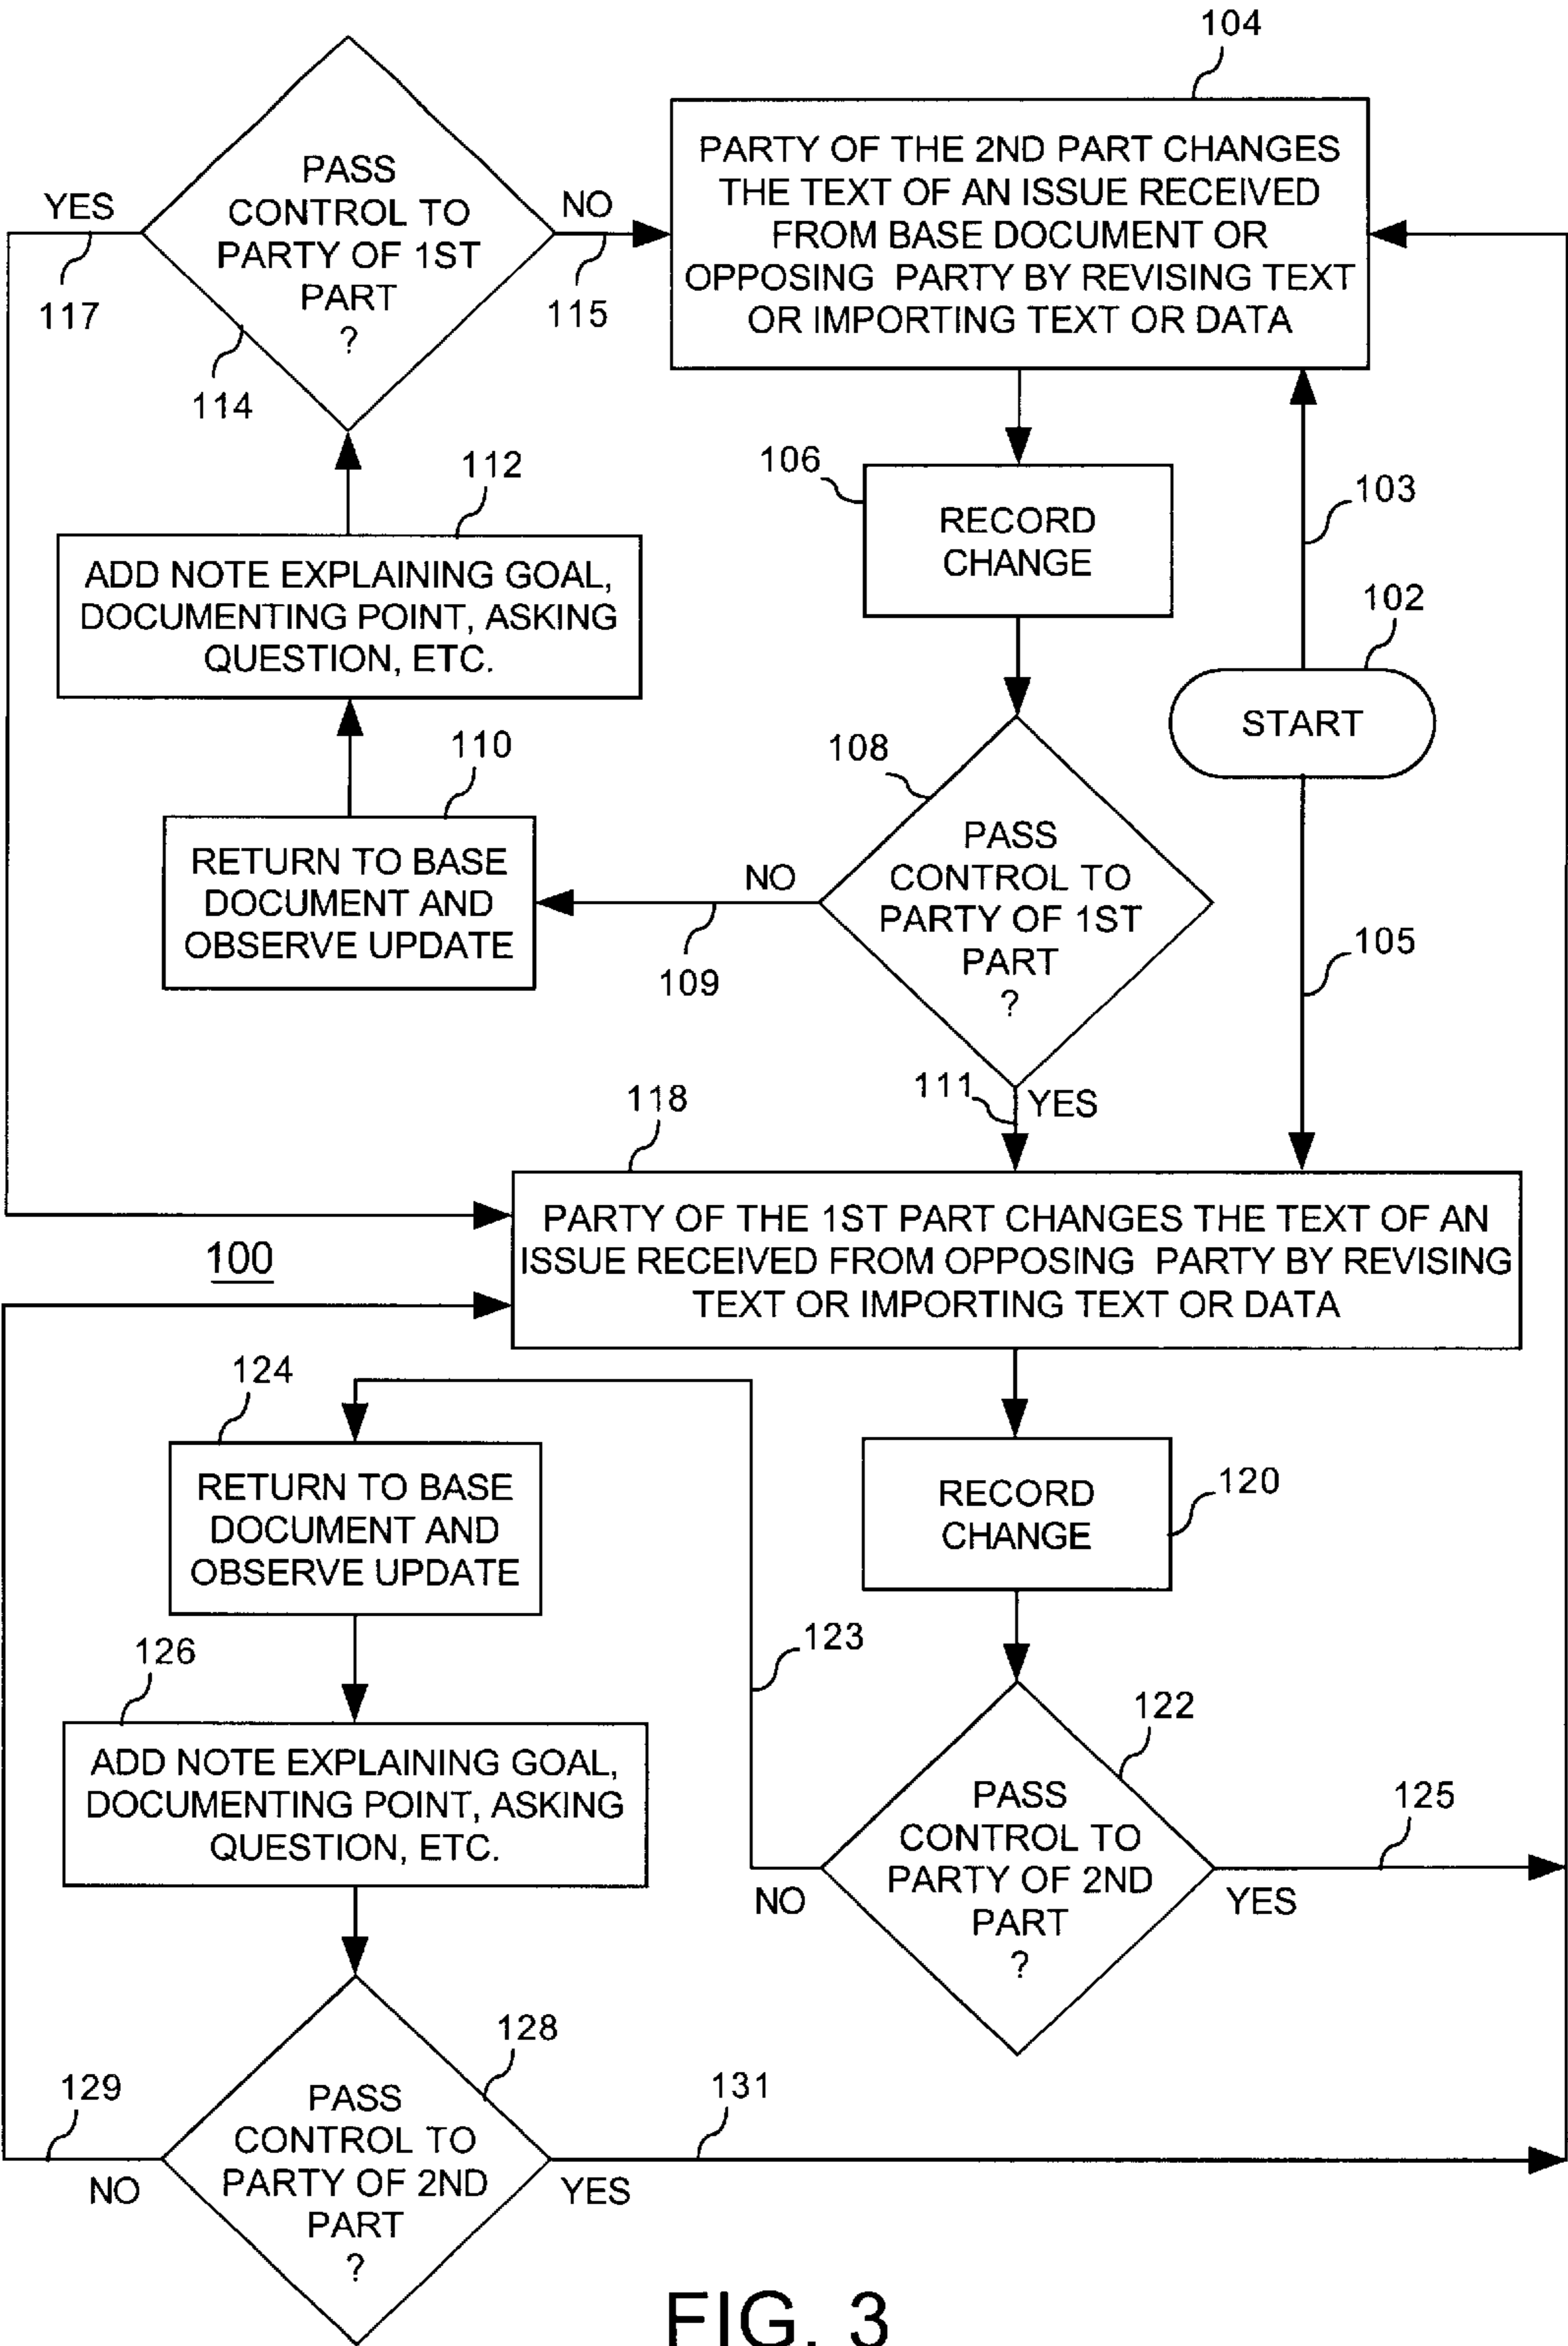 104
PARTY OF THE 2ND PART CHANGES
THE TEXT OF AN ISSUE RECEIVED
FROM BASE DOCUMENT OR
OPPOSING PARTY BY REVISING TEXT
OR IMPORTING TEXT OR DATA
PASS
CONTROL TO
PARTY OF 1ST
PART
?
YES
NO
117
115
114
112
ADD NOTE EXPLAINING GOAL,
DOCUMENTING POINT, ASKING
QUESTION, ETC.
106
RECORD
CHANGE
103
102
START
110
RETURN TO BASE
DOCUMENT AND
OBSERVE UPDATE
108
PASS
CONTROL TO
PARTY OF 1ST
PART
?
NO
109
105
111
YES
118
PARTY OF THE 1ST PART CHANGES THE TEXT OF AN
ISSUE RECEIVED FROM OPPOSING PARTY BY REVISING
TEXT OR IMPORTING TEXT OR DATA
100
124
RETURN TO BASE
DOCUMENT AND
OBSERVE UPDATE
RECORD
CHANGE
120
123
126
ADD NOTE EXPLAINING GOAL,
DOCUMENTING POINT, ASKING
QUESTION, ETC.
122
PASS
CONTROL TO
PARTY OF 2ND
PART
?
125
NO
YES
128
PASS
CONTROL TO
PARTY OF 2ND
PART
?
129
131
NO
YES
FIG. 3